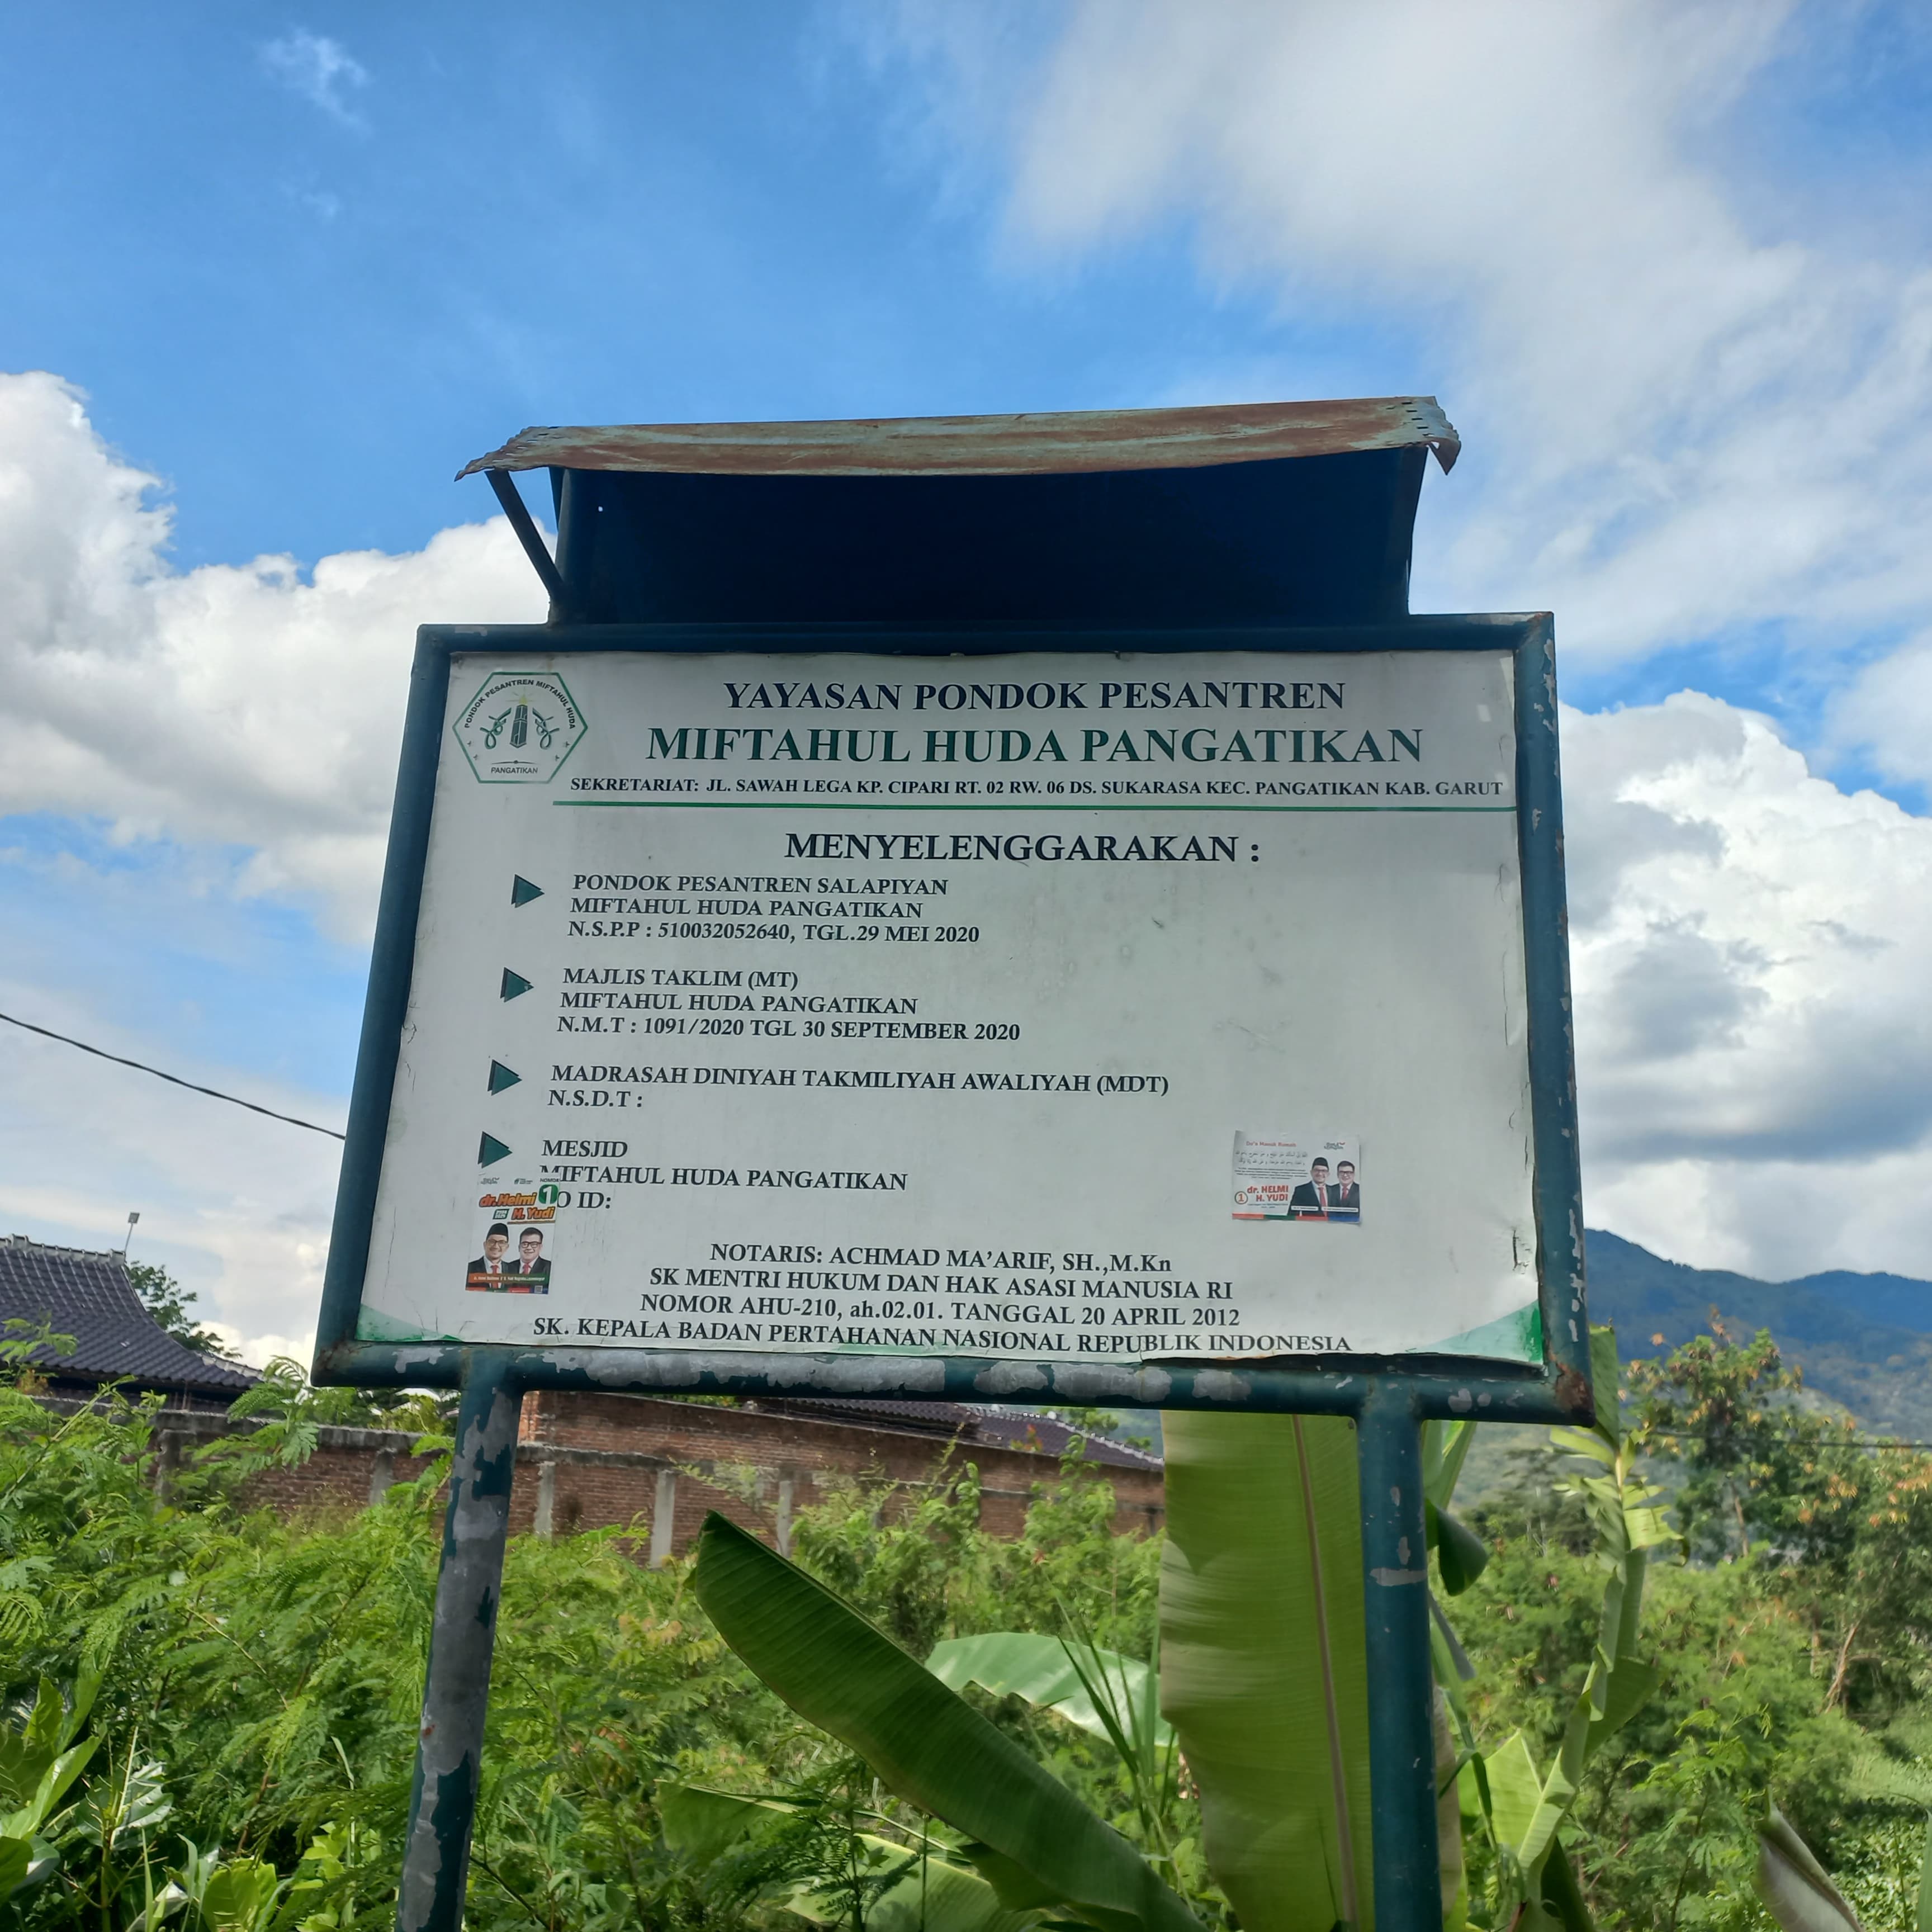 PONDOK PESANTREN MIFTAHUL HUDA
PANGATIKAN
YAYASAN PONDOK PESANTREN
MIFTAHUL HUDA PANGATIKAN
SEKRETARIAT: JL. SAWAH LEGA KP. CIPARI RT. 02 RW. 06 DS. SUKARASA KEC. PANGATIKAN KAB. GARUT
MENYELENGGARAKAN :
PONDOK PESANTREN SALAPIYAN
MIFTAHUL HUDA PANGATIKAN
N.S.P.P : 510032052640, TGL.29 MEI 2020
MAJLIS TAKLIM (MT)
MIFTAHUL HUDA PANGATIKAN
N.M.T : 1091/2020 TGL 30 SEPTEMBER 2020
MADRASAH DINIYAH TAKMILIYAH AWALIYAH (MDT)
N.S.D.T :
MESJID
MIFTAHUL HUDA PANGATIKAN
O ID:
dr. Helmi 1
H. Yudi
dr. HELMI
1 H. YUDI
NOTARIS: ACHMAD MA'ARIF, SH.,M.Kn
SK MENTRI HUKUM DAN HAK ASASI MANUSIA RI
NOMOR AHU-210, ah.02.01. TANGGAL 20 APRIL 2012
SK. KEPALA BADAN PERTAHANAN NASIONAL REPUBLIK INDONESIA